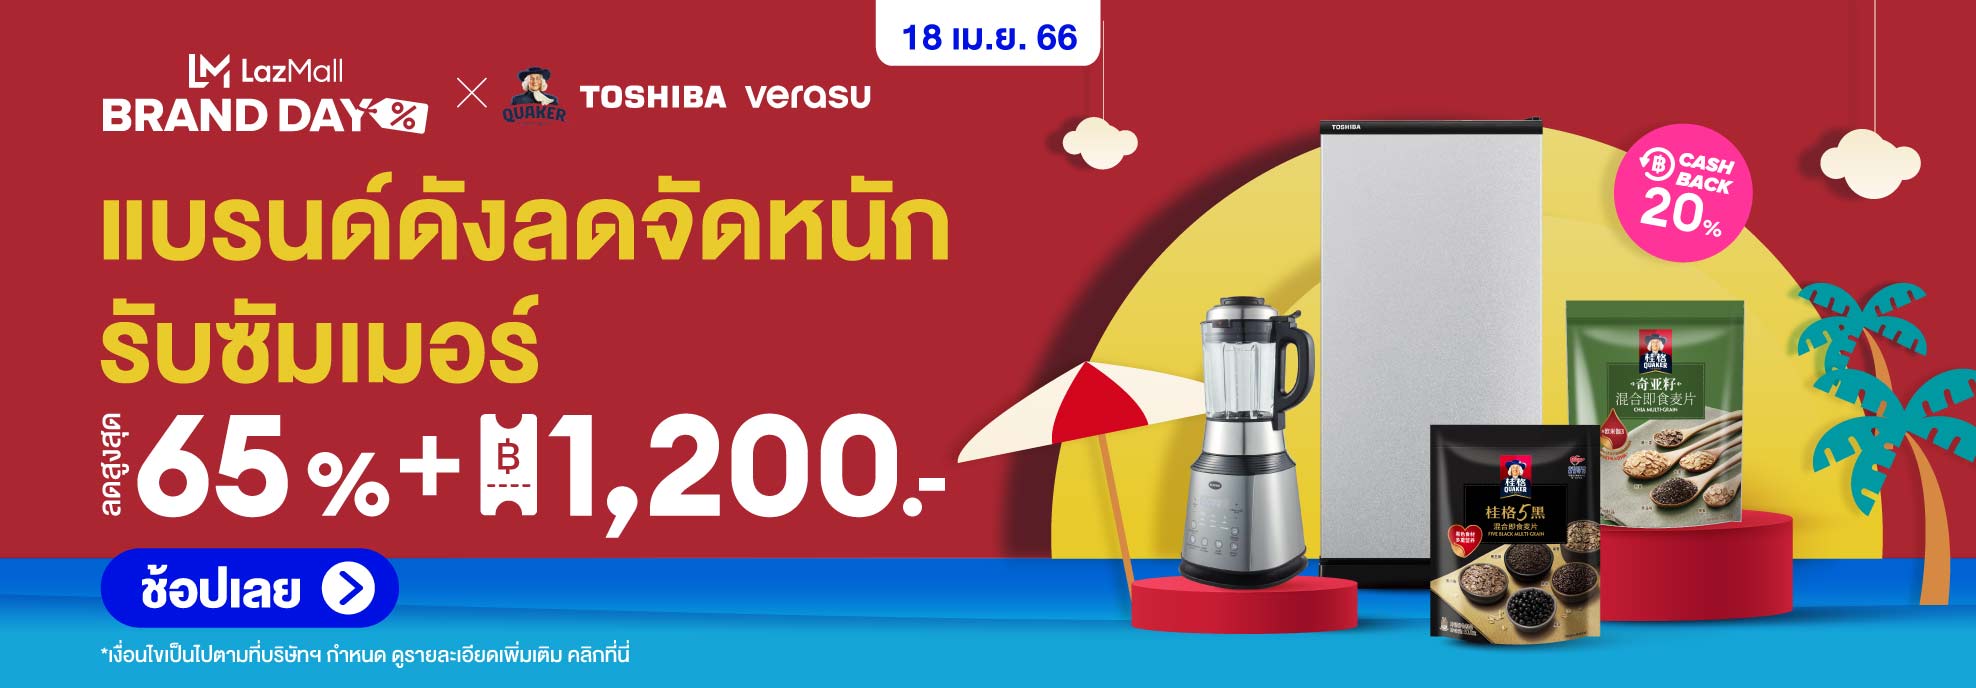 18 เม.ย. 66
LM LazMall
BRAND DAY %
QUAKER TOSHIBA verasu
แบรนด์ดังลดจัดหนัก
รับซัมเมอร์
ลดสูงสุด 65%+ ฿ 1,200.-
ช้อปเลย
*เงื่อนไขเป็นไปตามที่บริษัทฯ กำหนด ดูรายละเอียดเพิ่มเติม คลิกที่นี่
TOSHIBA
฿ CASH
BACK
20%
桂格
QUAKER
奇亚籽
混合即食麦片
CHIA MULTI-GRAIN
桂格
QUAKER
桂格5黑
混合即食麦片
FIVE BLACK MULTI GRAIN